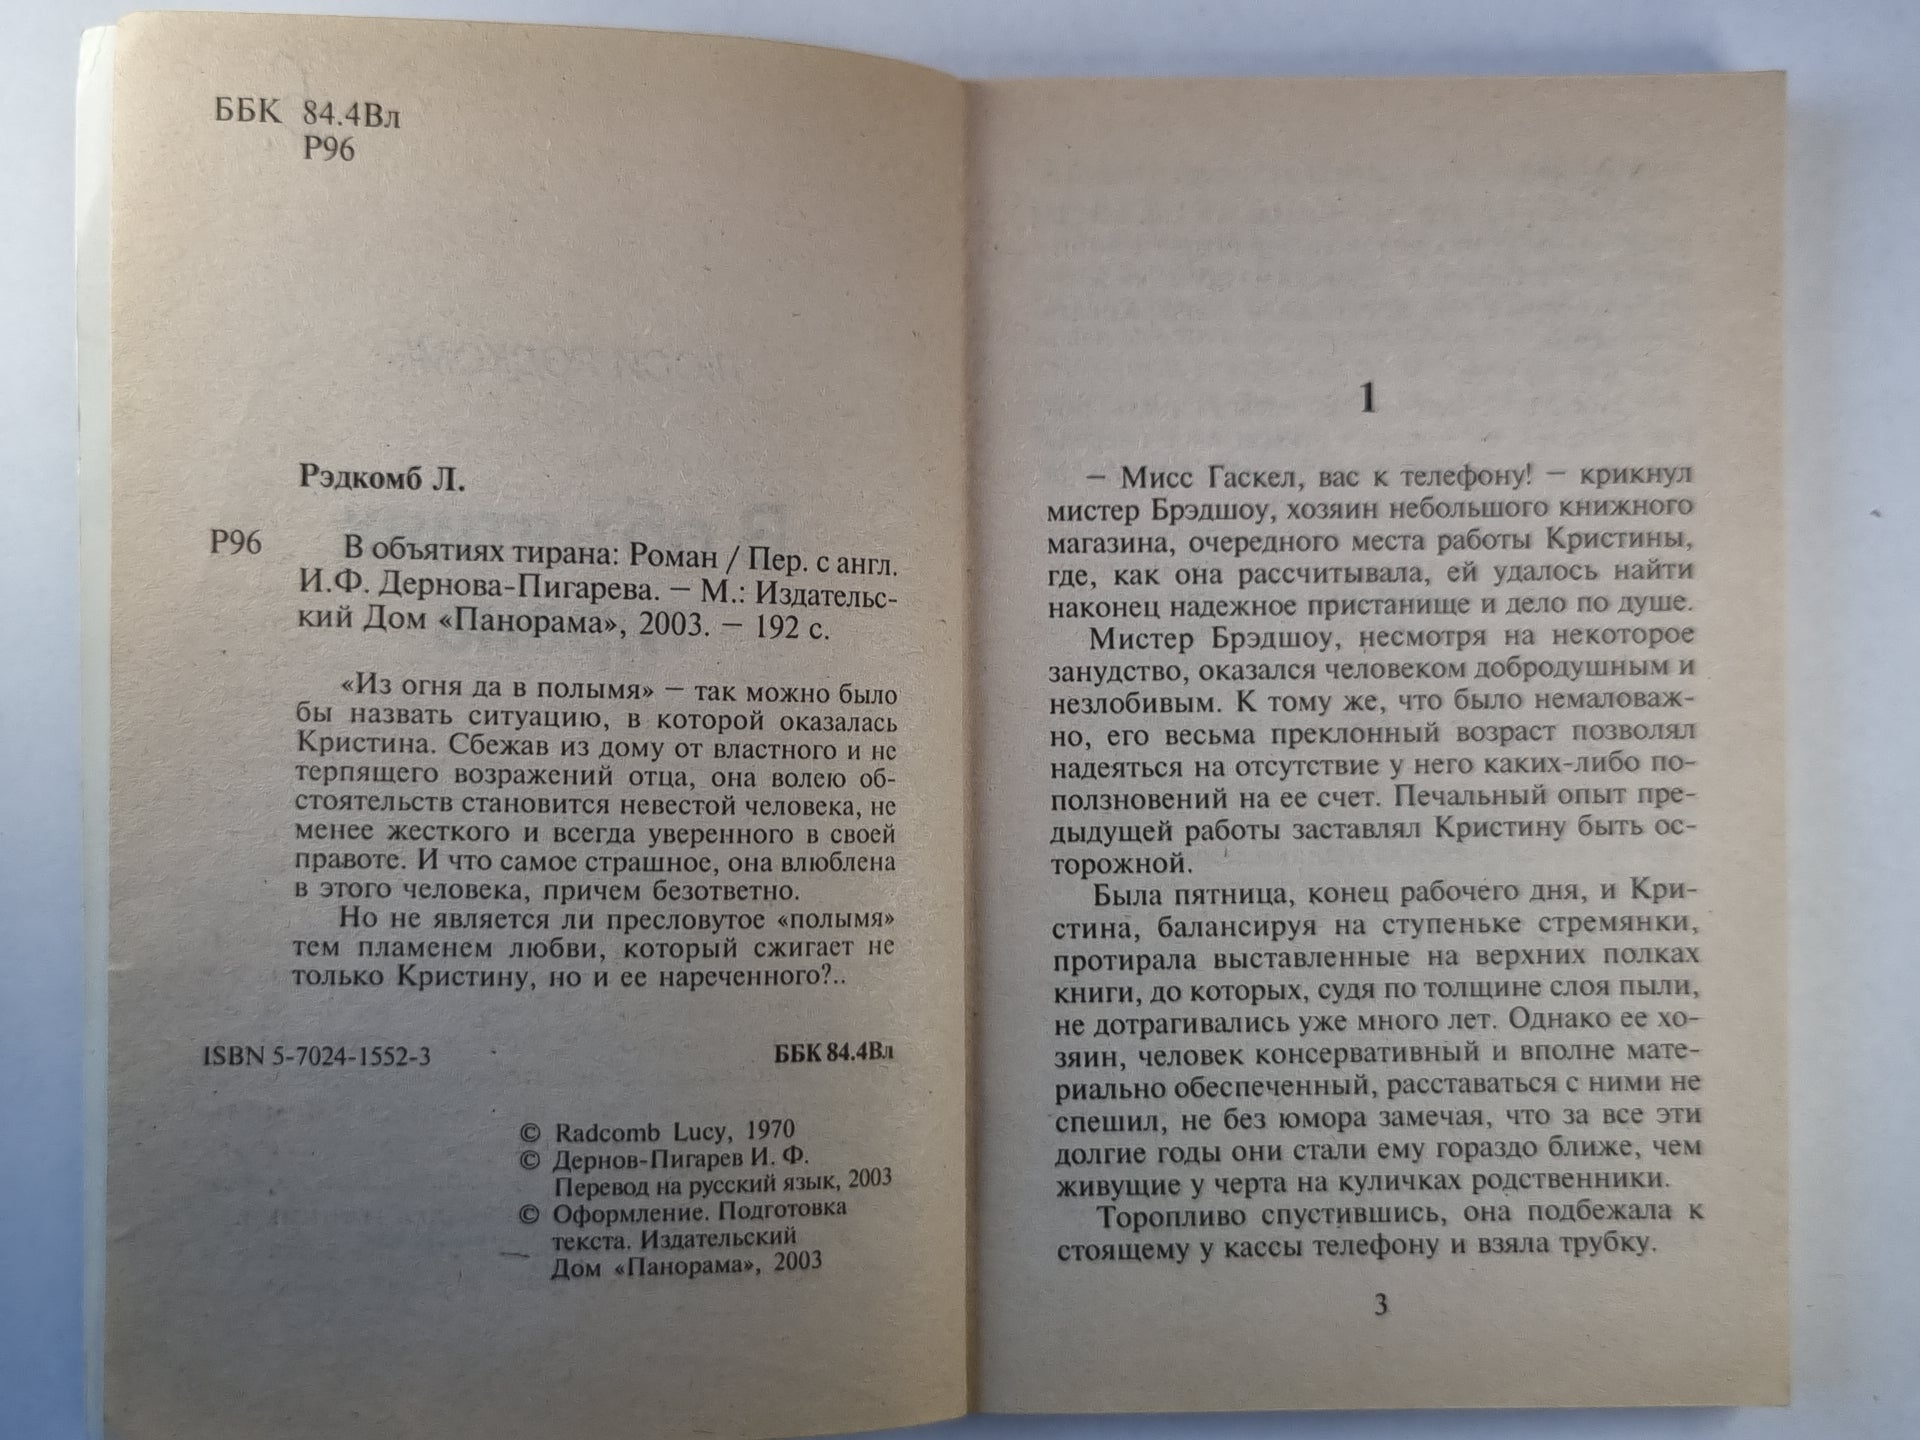 ББК 84.4Вл
Р96
Рэдкомб Л.
Р96 В объятиях тирана: Роман / Пер. с англ.
И.Ф. Дернова-Пигарева. — М.: Издательс-
кий Дом «Панорама», 2003. — 192 с.
«Из огня да в полымя» — так можно было
бы назвать ситуацию, в которой оказалась
Кристина. Сбежав из дому от властного и не
терпящего возражений отца, она волею об-
стоятельств становится невестой человека, не
менее жесткого и всегда уверенного в своей
правоте. И что самое страшное, она влюблена
в этого человека, причем безответно.
Но не является ли пресловутое «полымя»
тем пламенем любви, который сжигает не
только Кристину, но и ее нареченного?..
ISBN 5-7024-1552-3 ББК 84.4Вл
© Radcomb Lucy, 1970
© Дернов-Пигарев И. Ф.
Перевод на русский язык, 2003
© Оформление. Подготовка
текста. Издательский
Дом «Панорама», 2003
1
— Мисс Гаскел, вас к телефону! — крикнул
мистер Брэдшоу, хозяин небольшого книжного
магазина, очередного места работы Кристины,
где, как она рассчитывала, ей удалось найти
наконец надежное пристанище и дело по душе.
Мистер Брэдшоу, несмотря на некоторое
занудство, оказался человеком добродушным и
незлобивым. К тому же, что было немаловаж-
но, его весьма преклонный возраст позволял
надеяться на отсутствие у него каких-либо по-
ползновений на ее счет. Печальный опыт пре-
дыдущей работы заставлял Кристину быть ос-
торожной.
Была пятница, конец рабочего дня, и Кри-
стина, балансируя на ступеньке стремянки,
протирала выставленные на верхних полках
книги, до которых, судя по толщине слоя пыли,
не дотрагивались уже много лет. Однако ее хо-
зяин, человек консервативный и вполне мате-
риально обеспеченный, расставаться с ними не
спешил, не без юмора замечая, что за все эти
долгие годы они стали ему гораздо ближе, чем
живущие у черта на куличках родственники.
Торопливо спустившись, она подбежала к
стоящему у кассы телефону и взяла трубку.
3